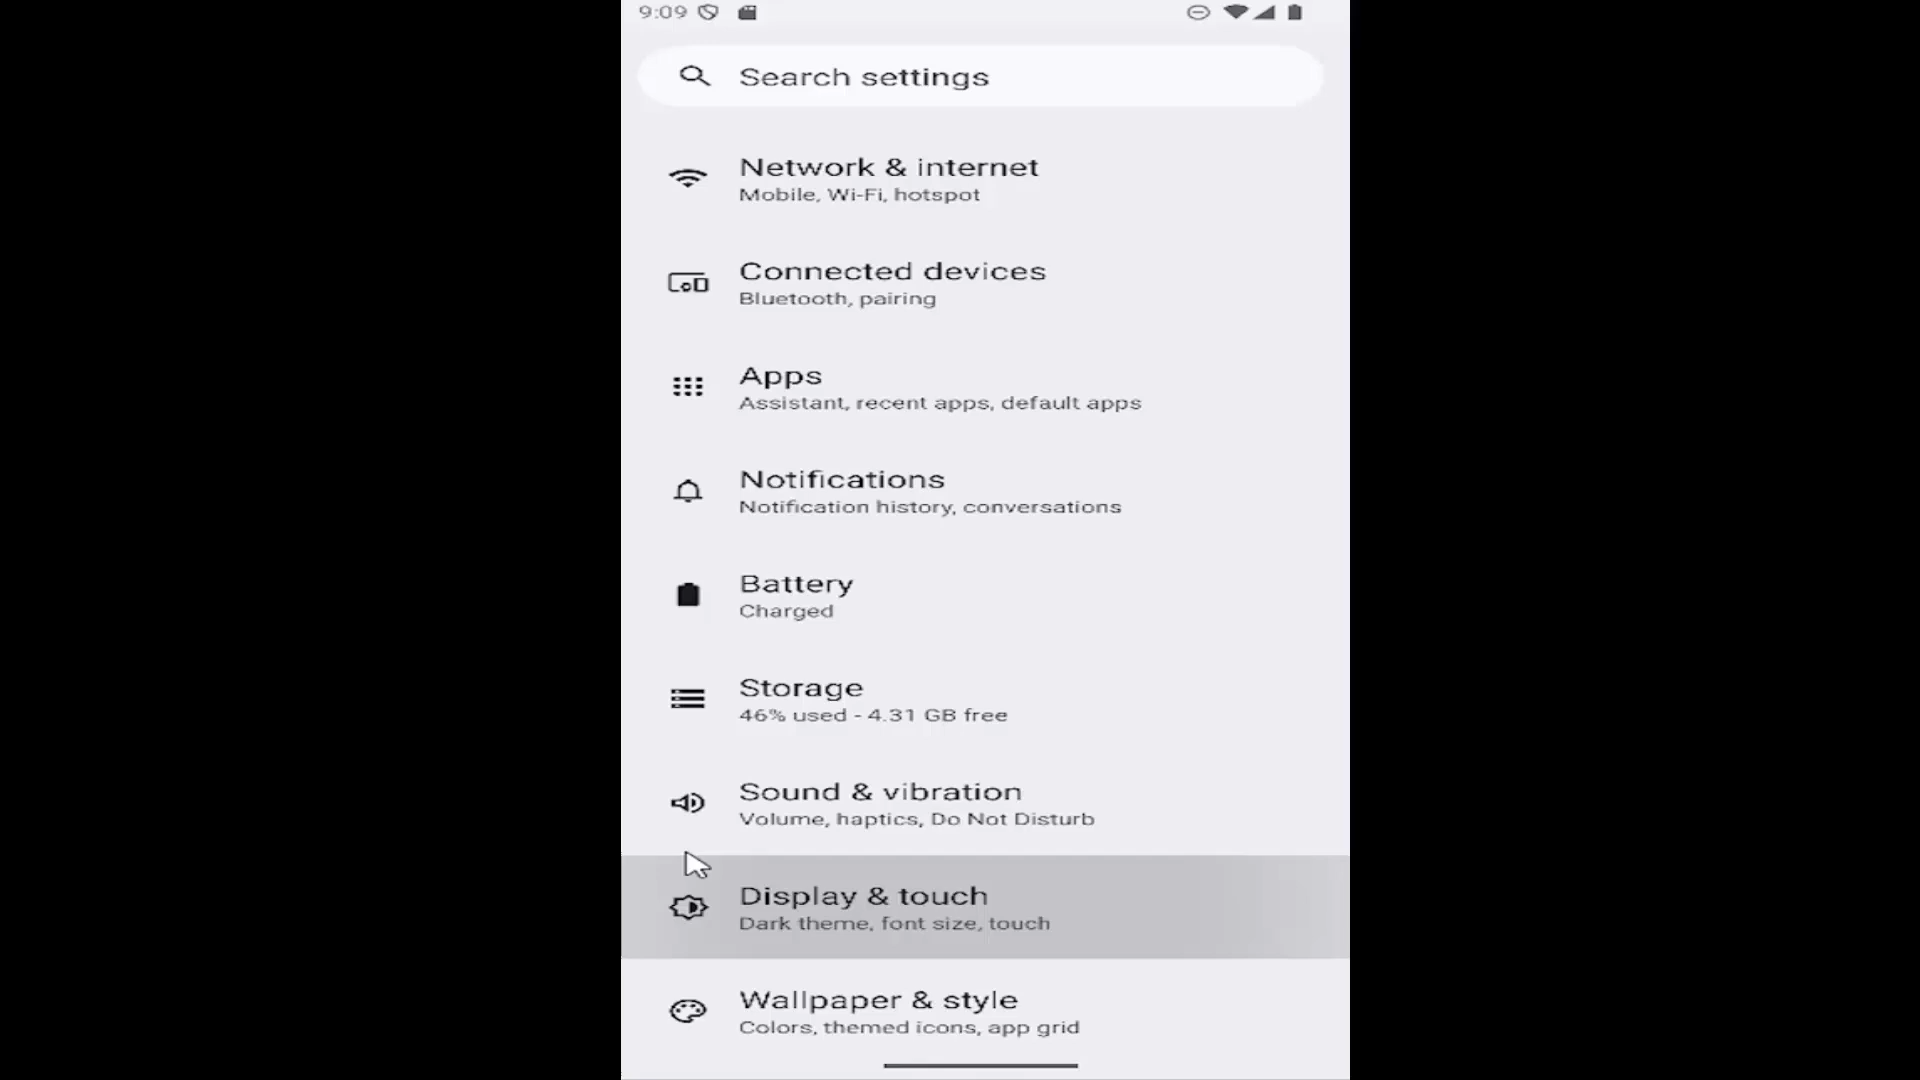 9:09
Search settings
Network & internet
Mobile, Wi-Fi, hotspot
Connected devices
Bluetooth, pairing
Apps
Assistant, recent apps, default apps
Notifications
Notification history, conversations
Battery
Charged
Storage
46% used - 4.31 GB free
Sound & vibration
Volume, haptics, Do Not Disturb
Display & touch
Dark theme, font size, touch
Wallpaper & style
Colors, themed icons, app grid